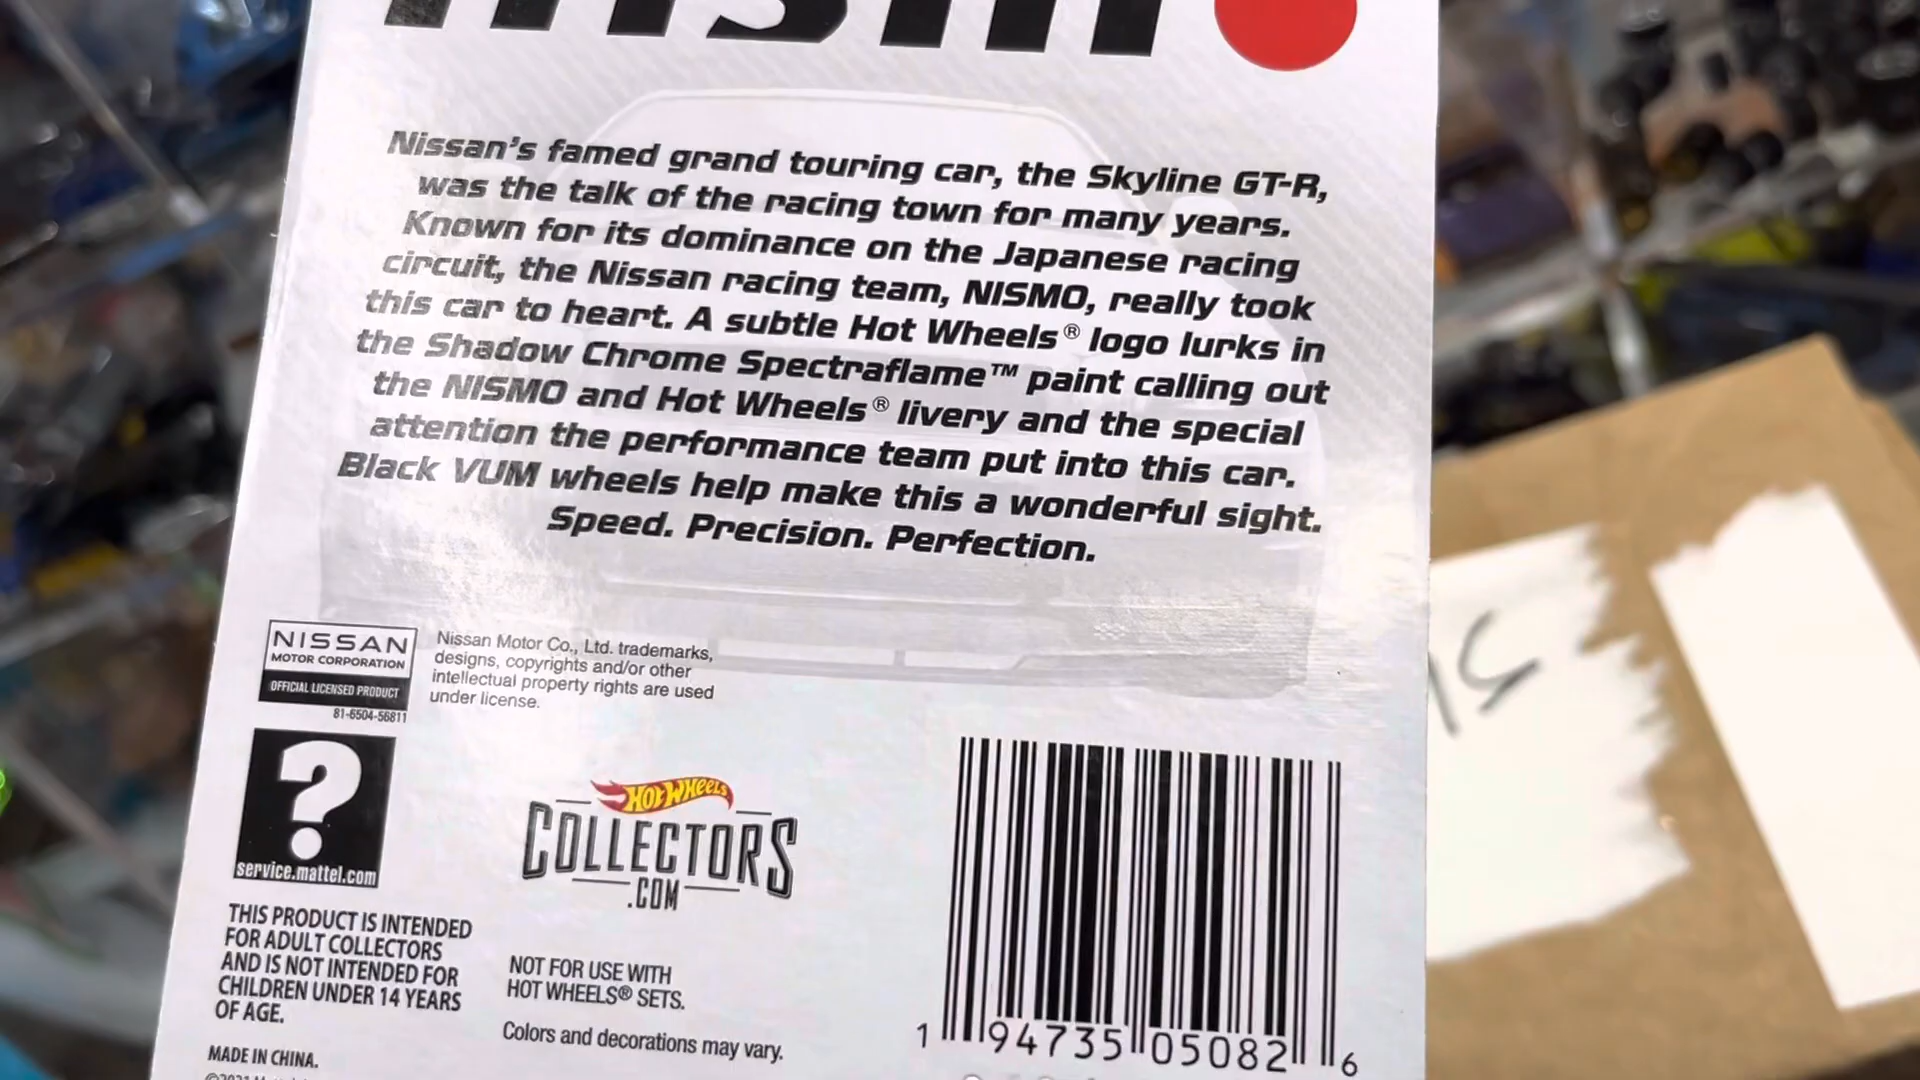 Nissan's famed grand touring car, the Skyline GT-R,
was the talk of the racing town for many years.
Known for its dominance on the Japanese racing
circuit, the Nissan racing team, NISMO, really took
this car to heart. A subtle Hot Wheels® logo lurks in
the Shadow Chrome Spectraflame™ paint calling out
the NISMO and Hot Wheels® livery and the special
attention the performance team put into this car.
Black VUM wheels help make this a wonderful sight.
Speed. Precision. Perfection.
NISSAN
MOTOR CORPORATION
OFFICIAL LICENSED PRODUCT
81-6504-56811
Nissan Motor Co., Ltd. trademarks,
designs, copyrights and/or other
intellectual property rights are used
under license.
?
service.mattel.com
HOT WHEELS
COLLECTORS
.COM
THIS PRODUCT IS INTENDED
FOR ADULT COLLECTORS
AND IS NOT INTENDED FOR
CHILDREN UNDER 14 YEARS
OF AGE.
NOT FOR USE WITH
HOT WHEELS® SETS.
Colors and decorations may vary.
MADE IN CHINA.
1 94735 05082 6